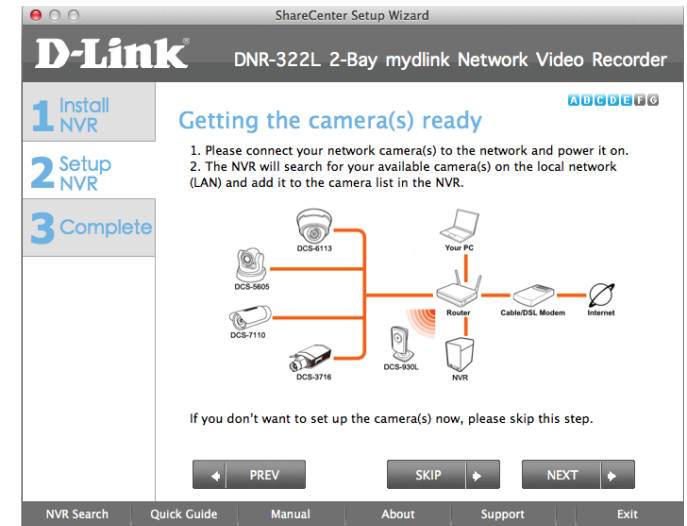 ShareCenter Setup Wizard
D-Link®
DNR-322L 2-Bay mydlink Network Video Recorder
1 Install NVR
2 Setup NVR
3 Complete
A B C D E F G
Getting the camera(s) ready
1. Please connect your network camera(s) to the network and power it on.
2. The NVR will search for your available camera(s) on the local network
(LAN) and add it to the camera list in the NVR.
DCS-6113
Your PC
DCS-5605
Router
Cable/DSL Modem
Internet
DCS-7110
DCS-930L
DCS-3716
NVR
If you don't want to set up the camera(s) now, please skip this step.
PREV
SKIP
NEXT
NVR Search
Quick Guide
Manual
About
Support
Exit